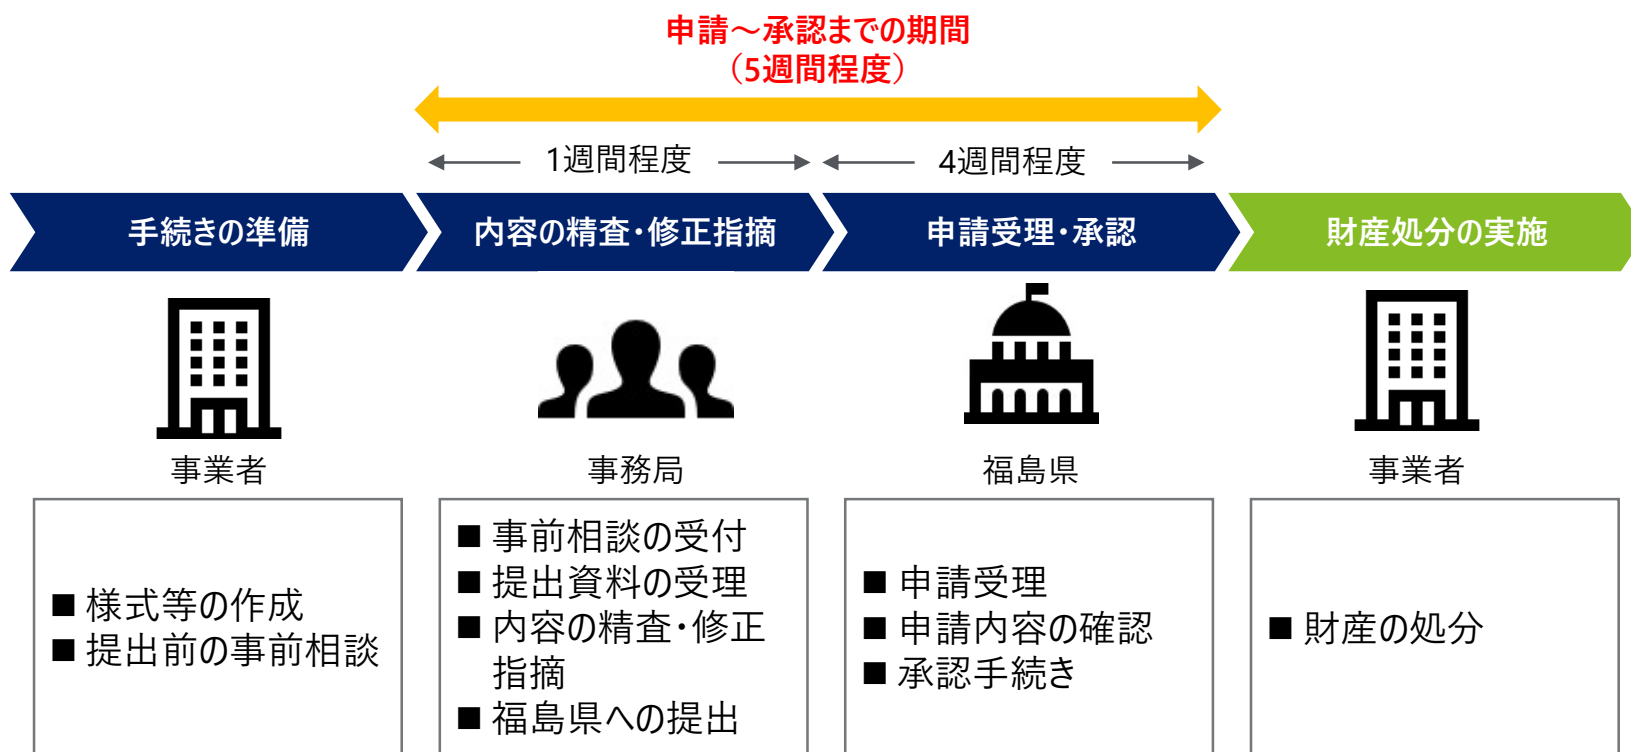 申請～承認までの期間
（5週間程度）
1週間程度
4週間程度
手続きの準備
内容の精査・修正指摘
申請受理・承認
財産処分の実施
事業者
事務局
福島県
事業者
■ 様式等の作成
■ 提出前の事前相談
■ 事前相談の受付
■ 提出資料の受理
■ 内容の精査・修正
指摘
■ 福島県への提出
■ 申請受理
■ 申請内容の確認
■ 承認手続き
■ 財産の処分